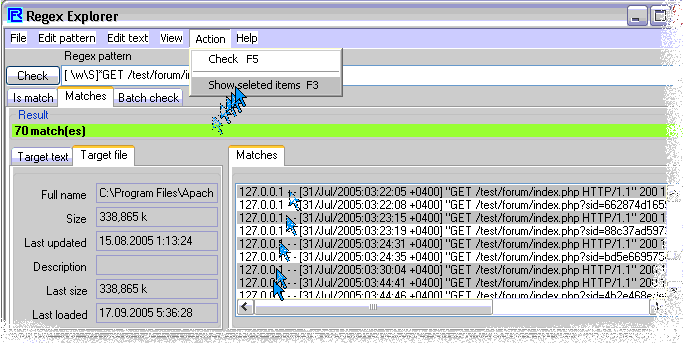 Regex Explorer
File Edit pattern Edit text View Action Help
Regex pattern
Check F5
Check [ \w\S]*GET /test/forum/in
Show seleted items F3
Is match Matches Batch check
Result
70 match(es)
Target text Target file Matches
Full name C:\Program Files\Apach
Size 338,865 k
Last updated 15.08.2005 1:13:24
Description
Last size 338,865 k
Last loaded 17.09.2005 5:36:28
127.0.0.1 - - [31/Jul/2005:03:22:05 +0400] "GET /test/forum/index.php HTTP/1.1" 200 1
127.0.0.1 - - [31/Jul/2005:03:22:08 +0400] "GET /test/forum/index.php?sid=662874d165
127.0.0.1 - - [31/Jul/2005:03:23:15 +0400] "GET /test/forum/index.php HTTP/1.1" 200
127.0.0.1 - - [31/Jul/2005:03:23:19 +0400] "GET /test/forum/index.php?sid=88c37ad597
127.0.0.1 - - [31/Jul/2005:03:24:31 +0400] "GET /test/forum/index.php HTTP/1.1" 200
127.0.0.1 - - [31/Jul/2005:03:24:35 +0400] "GET /test/forum/index.php?sid=bd5e669575
127.0.0.1 - - [31/Jul/2005:03:30:04 +0400] "GET /test/forum/index.php HTTP/1.1" 200
127.0.0.1 - - [31/Jul/2005:03:44:41 +0400] "GET /test/forum/index.php HTTP/1.1" 200
127.0.0.1 - - [31/Jul/2005:03:44:46 +0400] "GET /test/forum/index.php?sid=4b2e468e